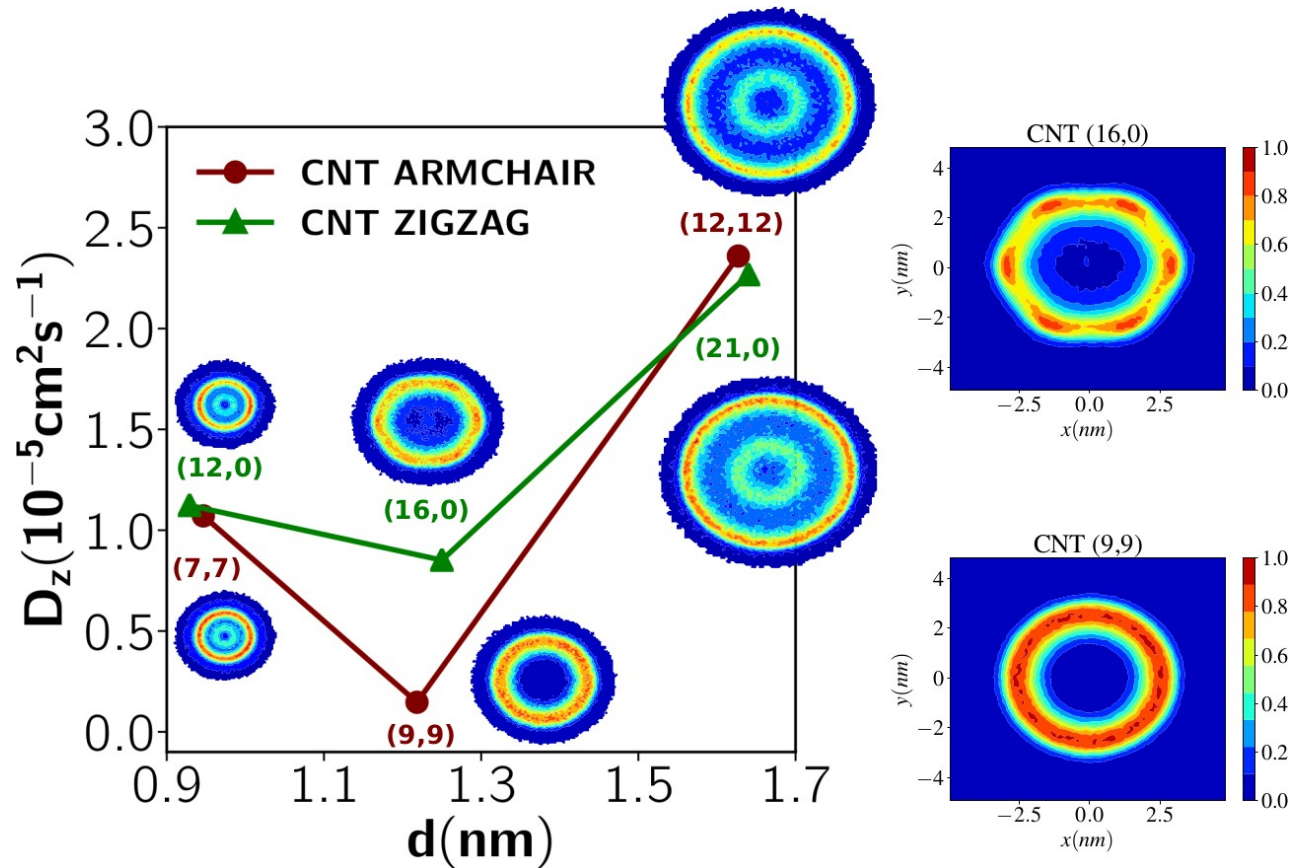 3.0
2.5
2.0
1.5
1.0
0.5
0.0
D_z(10^−5cm^2s^−1)
CNT ARMCHAIR
CNT ZIGZAG
(12,12)
(21,0)
(12,0)
(16,0)
(7,7)
(9,9)
0.9 1.1 1.3 1.5 1.7
d(nm)
CNT (16,0)
4
2
0
−2
−4
y(nm)
−2.5 0.0 2.5
x(nm)
1.0
0.8
0.6
0.4
0.2
0.0
CNT (9,9)
4
2
0
−2
−4
y(nm)
−2.5 0.0 2.5
x(nm)
1.0
0.8
0.6
0.4
0.2
0.0